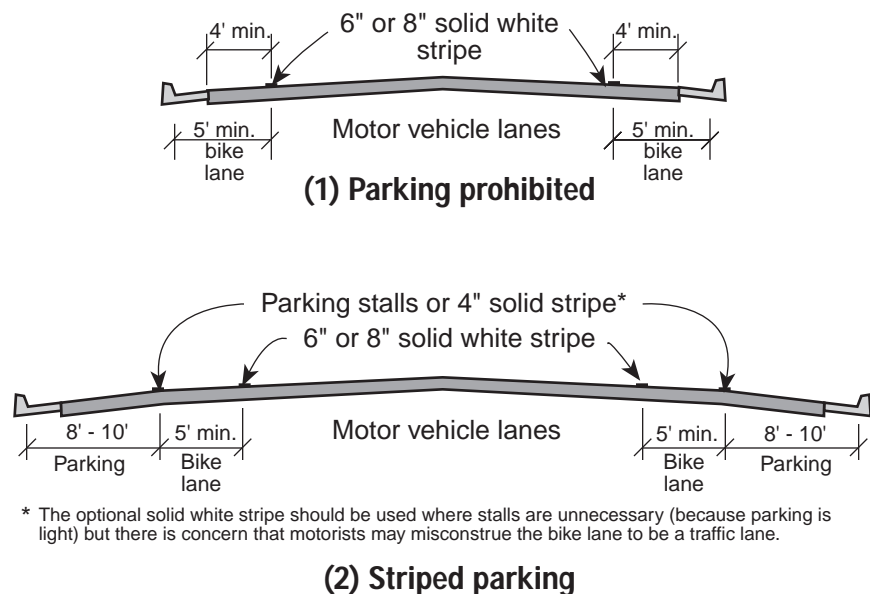 4' min.
6" or 8" solid white
stripe
4' min.
5' min.
bike
lane
Motor vehicle lanes
5' min.
bike
lane
(1) Parking prohibited
Parking stalls or 4" solid stripe*
6" or 8" solid white stripe
8' - 10'
Parking
5' min.
Bike
lane
Motor vehicle lanes
5' min.
Bike
lane
8' - 10'
Parking
* The optional solid white stripe should be used where stalls are unnecessary (because parking is
light) but there is concern that motorists may misconstrue the bike lane to be a traffic lane.
(2) Striped parking